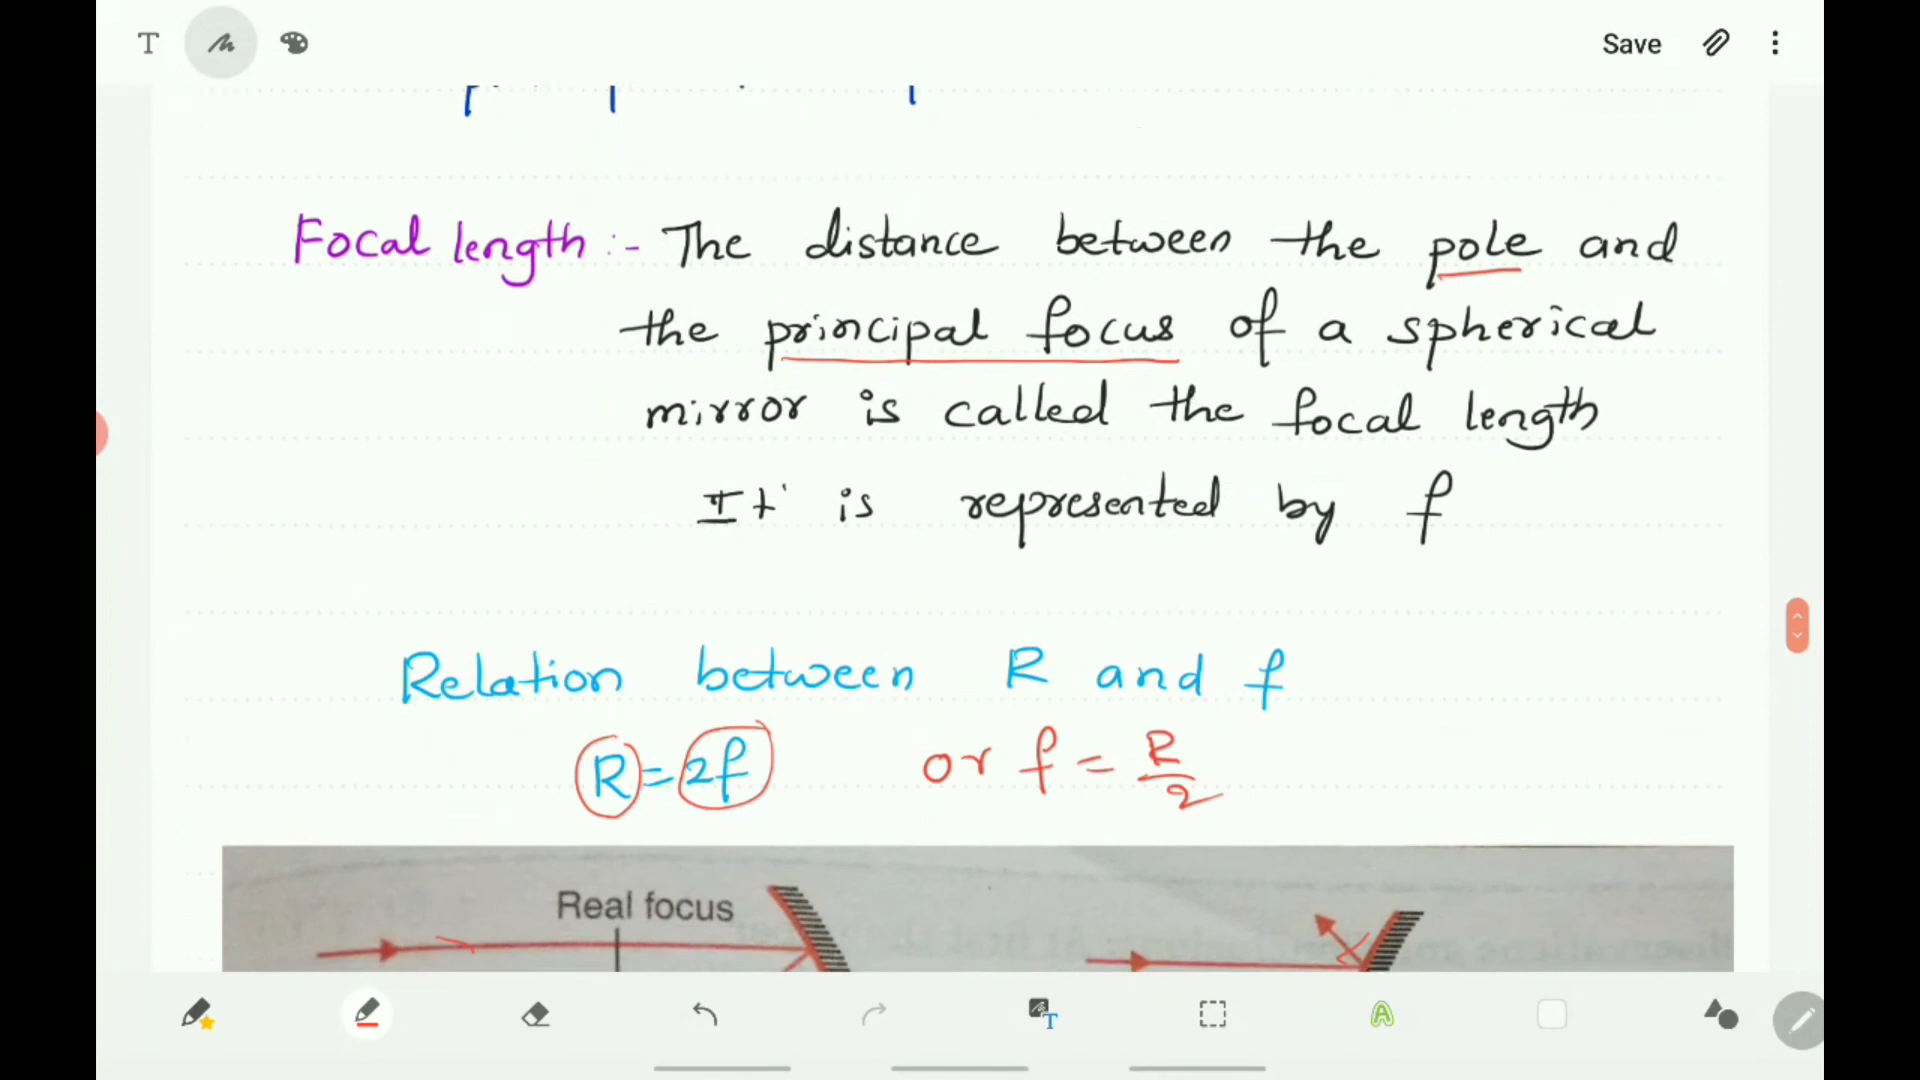 T
Save
Focal length :- The distance between the pole and
the principal focus of a spherical
mirror is called the focal length
It is represented by f
Relation between R and f
R = 2f or f = R/2
Real focus
T
A